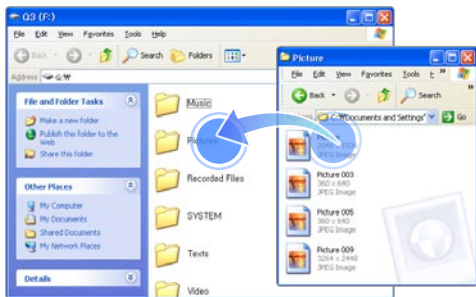 Q3 (F:)
File Edit View Favorites Tools Help
Back Search Folders
Address G:\
File and Folder Tasks
Make a new folder
Publish this folder to the
Web
Share this folder
Other Places
My Computer
My Documents
Shared Documents
My Network Places
Details
Music
Pictures
Recorded Files
SYSTEM
Texts
Video
Picture
File Edit View Favorites Tools
Back Search
C:\Documents and Settings" Go
2048 x 1536
JPEG Image
Picture 003
360 x 640
JPEG Image
Picture 005
360 x 640
JPEG Image
Picture 009
3264 x 2448
JPEG Image